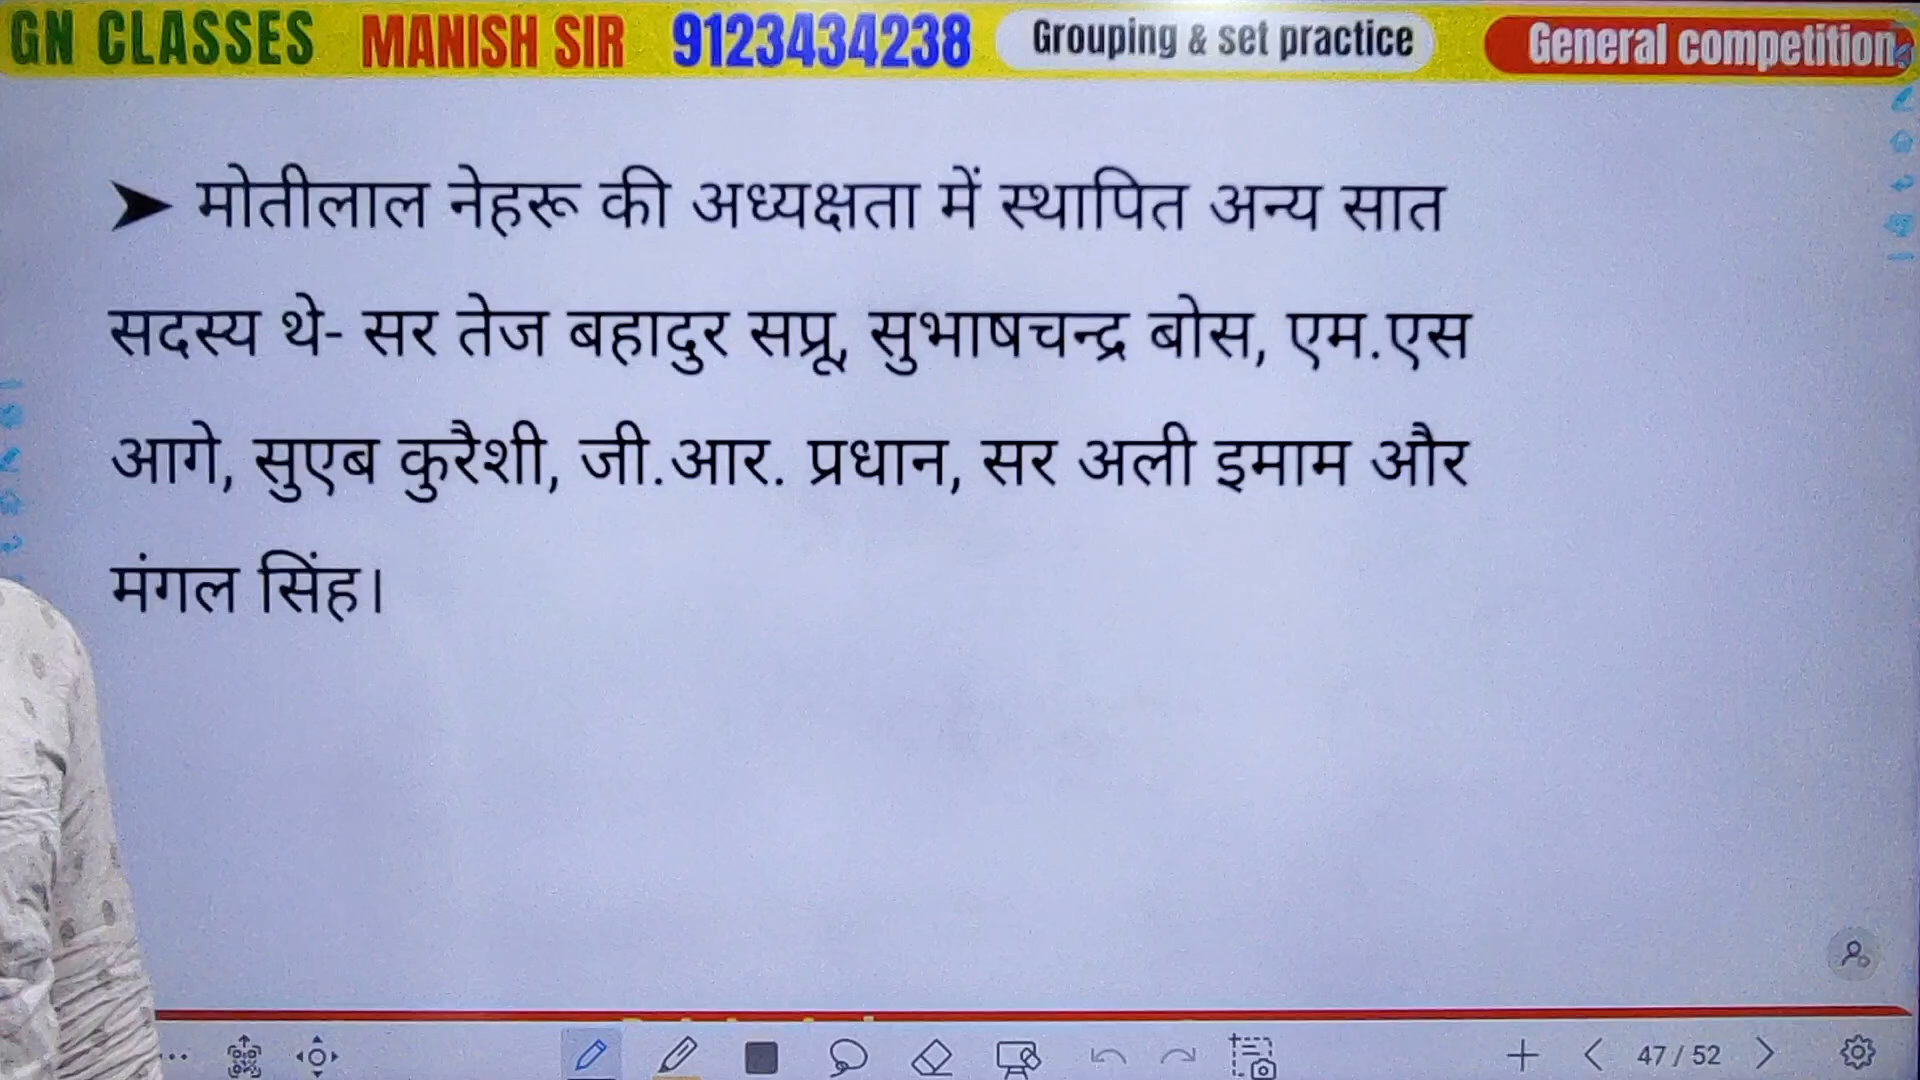 GN CLASSES MANISH SIR 9123434238 Grouping & set practice General competition
➤ मोतीलाल नेहरू की अध्यक्षता में स्थापित अन्य सात
सदस्य थे- सर तेज बहादुर सप्रू, सुभाषचन्द्र बोस, एम.एस
आगे, सुएब कुरैशी, जी.आर. प्रधान, सर अली इमाम और
मंगल सिंह।
47 / 52